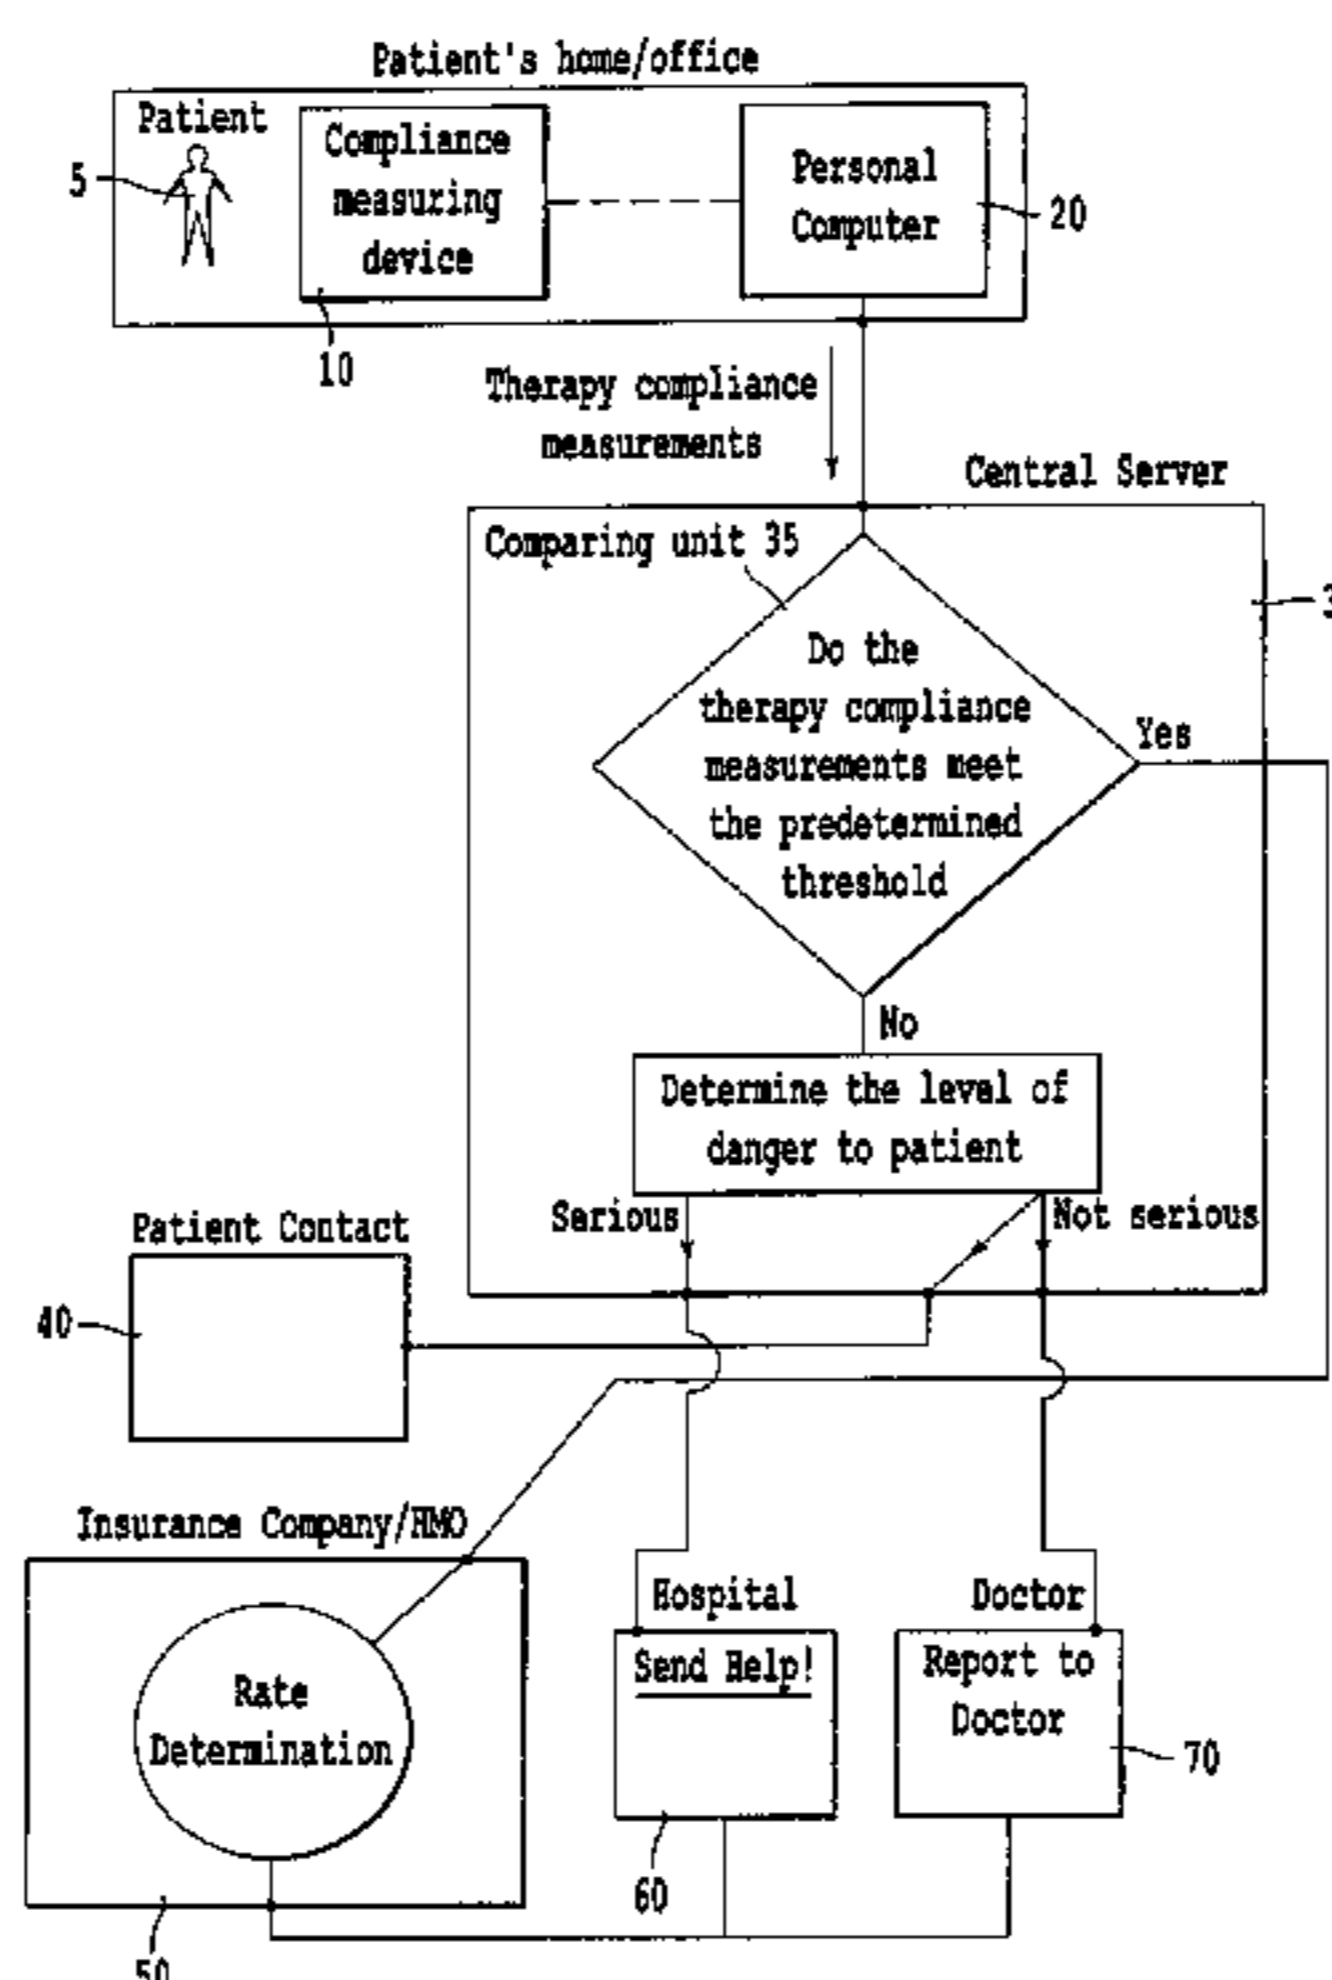 Patient's home/office
Patient
Compliance
measuring
device
Personal
Computer
5
20
10
Therapy compliance
measurements
Central Server
Comparing unit 35
3
Do the
therapy compliance
measurements meet
the predetermined
threshold
Yes
No
Determine the level of
danger to patient
Serious
Not serious
Patient Contact
40
Insurance Company/HMO
Rate
Determination
Hospital
Send Help!
Doctor
Report to
Doctor
70
60
50